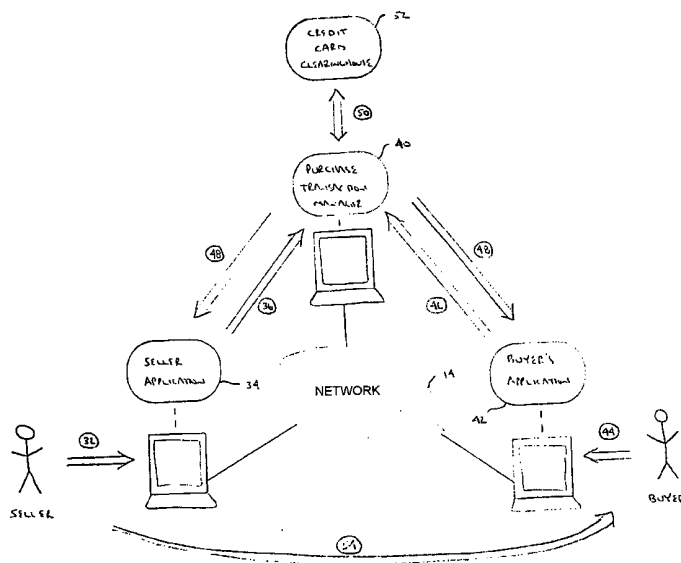 52
CREDIT
CARD
CLEARINGHOUSE
50
40
PURCHASE
TRANSACTION
MANAGER
48
36
46
48
SELLER
APPLICATION
34
NETWORK
14
BUYER'S
APPLICATION
42
32
44
SELLER
BUYER
54